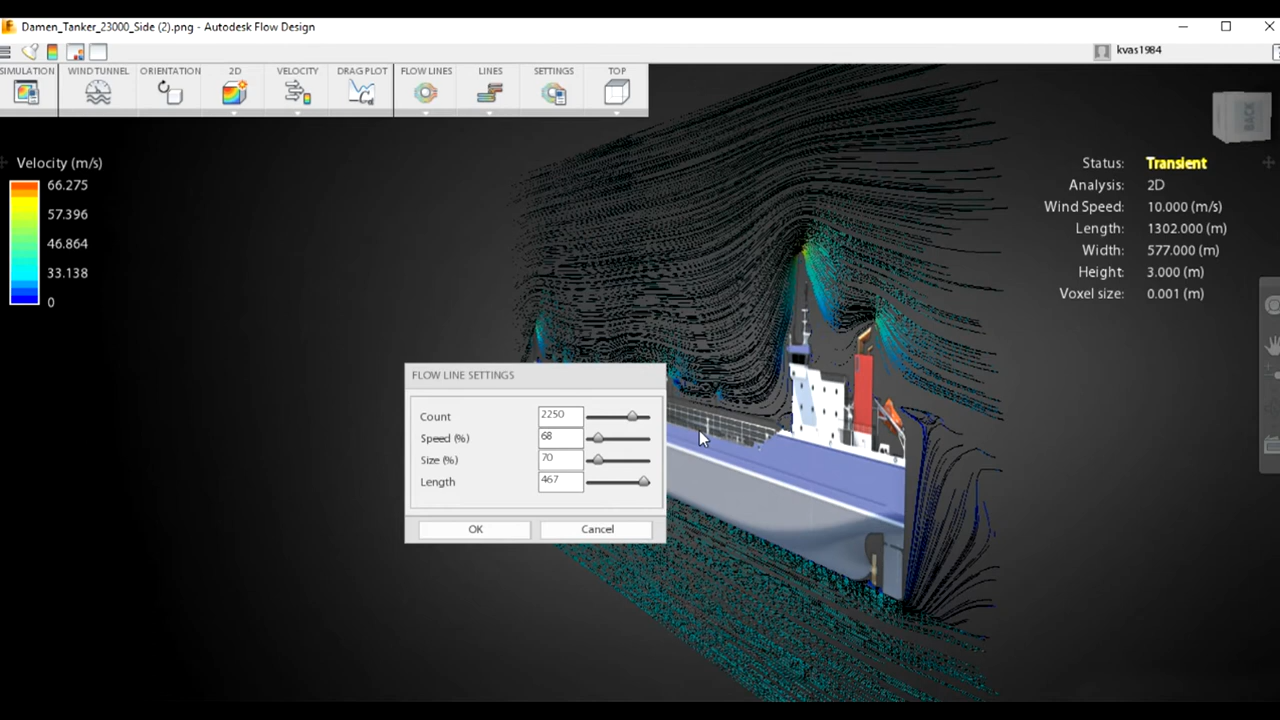 Damen_Tanker_23000_Side (2).png - Autodesk Flow Design
kvas1984
SIMULATION WIND TUNNEL ORIENTATION 2D VELOCITY DRAG PLOT FLOW LINES LINES SETTINGS TOP
BACK
Velocity (m/s)
66.275
57.396
46.864
33.138
0
Status: Transient
Analysis: 2D
Wind Speed: 10.000 (m/s)
Length: 1302.000 (m)
Width: 577.000 (m)
Height: 3.000 (m)
Voxel size: 0.001 (m)
FLOW LINE SETTINGS
Count 2250
Speed (%) 68
Size (%) 70
Length 467
OK Cancel